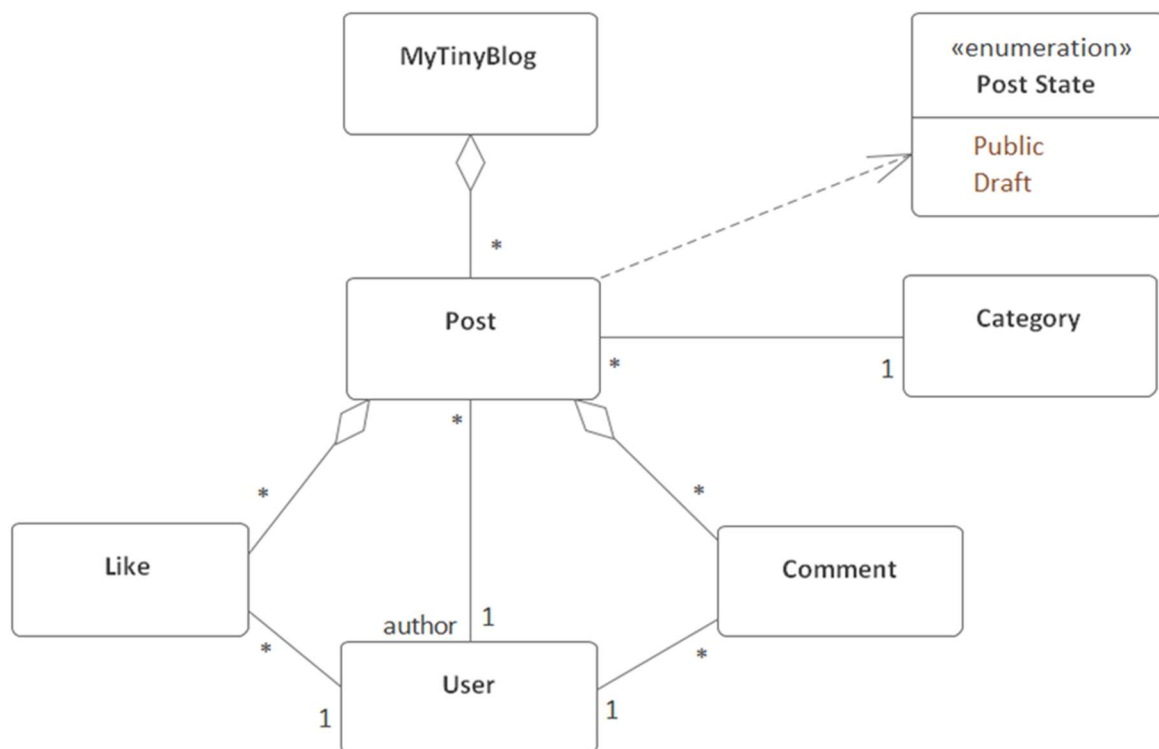 MyTinyBlog
«enumeration»
Post State
Public
Draft
*
Post
Category
*
1
*
*
*
Like
Comment
author
1
*
*
User
1
1